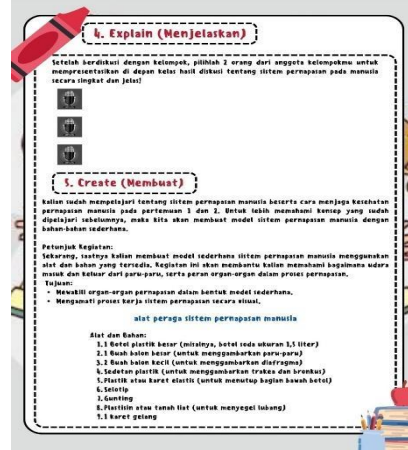 4. Explain (Menjelaskan)
Setelah berdiskusi dengan kelompok, pilihlah 2 orang dari anggota kelompokmu untuk
mempresentasikan di depan kelas hasil diskusi tentang sistem pernapasan pada manusia
secara singkat dan jelas!
5. Create (Membuat)
kalian sudah mempelajari tentang sistem pernapasan manusia beserta cara menjaga kesehatan
pernapasan manusia pada pertemuan 1 dan 2. Untuk lebih memahami konsep yang sudah
dipelajari sebelumnya, maka kita akan membuat model sistem pernapasan manusia dengan
bahan-bahan sederhana.
Petunjuk Kegiatan:
Sekarang, saatnya kalian membuat model sederhana sistem pernapasan manusia menggunakan
alat dan bahan yang tersedia. Kegiatan ini akan membantu kalian memahami bagaimana udara
masuk dan keluar dari paru-paru, serta peran organ-organ dalam proses pernapasan.
Tujuan:
• Mewakili organ-organ pernapasan dalam bentuk model sederhana.
• Mengamati proses kerja sistem pernapasan secara visual.
alat peraga sistem pernapasan manusia
Alat dan Bahan:
1. 1 Botol plastik besar (misalnya, botol soda ukuran 1,5 liter)
2. 1 Buah balon besar (untuk menggambarkan paru-paru)
3. 2 Buah balon kecil (untuk menggambarkan diafragma)
4. Sedotan plastik (untuk menggambarkan trakea dan bronkus)
5. Plastik atau karet elastis (untuk menutup bagian bawah botol)
6. Selotip
7. Gunting
8. Plastisin atau tanah liat (untuk menyegel lubang)
9. 1 karet gelang